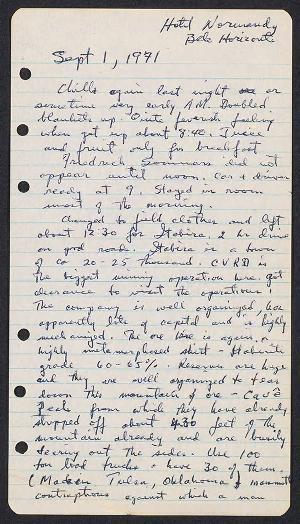 Hotel Normandy
Belo Horizonte
Sept 1, 1971
Chills again last night or
sometime very early A.M. Doubled
blankets up. Quite feverish feeling
when got up about 8:40. Juice
and fruit only for breakfast
Friedrich Sommers did not
appear until noon. Car & driver
ready at 9. Stayed in room
most of the morning.
Changed to field clothes and left
about 12:30 for Itabira, 2 hr drive
on good roads. Itabira is a town
of ca 20-25 thousand. CVRD is
the biggest mining operation here. Got
clearance to visit the operations.
The company is well organized, has
apparently lots of capital and is highly
mechanized. The ore here is again a
highly metamorphosed schist - Itabirite
grade 60-65%. Reserves are huge
and they are well organized to tear
down this mountain of ore - Cauê
Peak from which they have already
stripped off about 430 feet of the
mountain already and are busily
tearing out the sides. Use 100
ton load trucks & have 30 of them.
(Made in Tulsa, Oklahoma) mammoth
contraptions against which a man